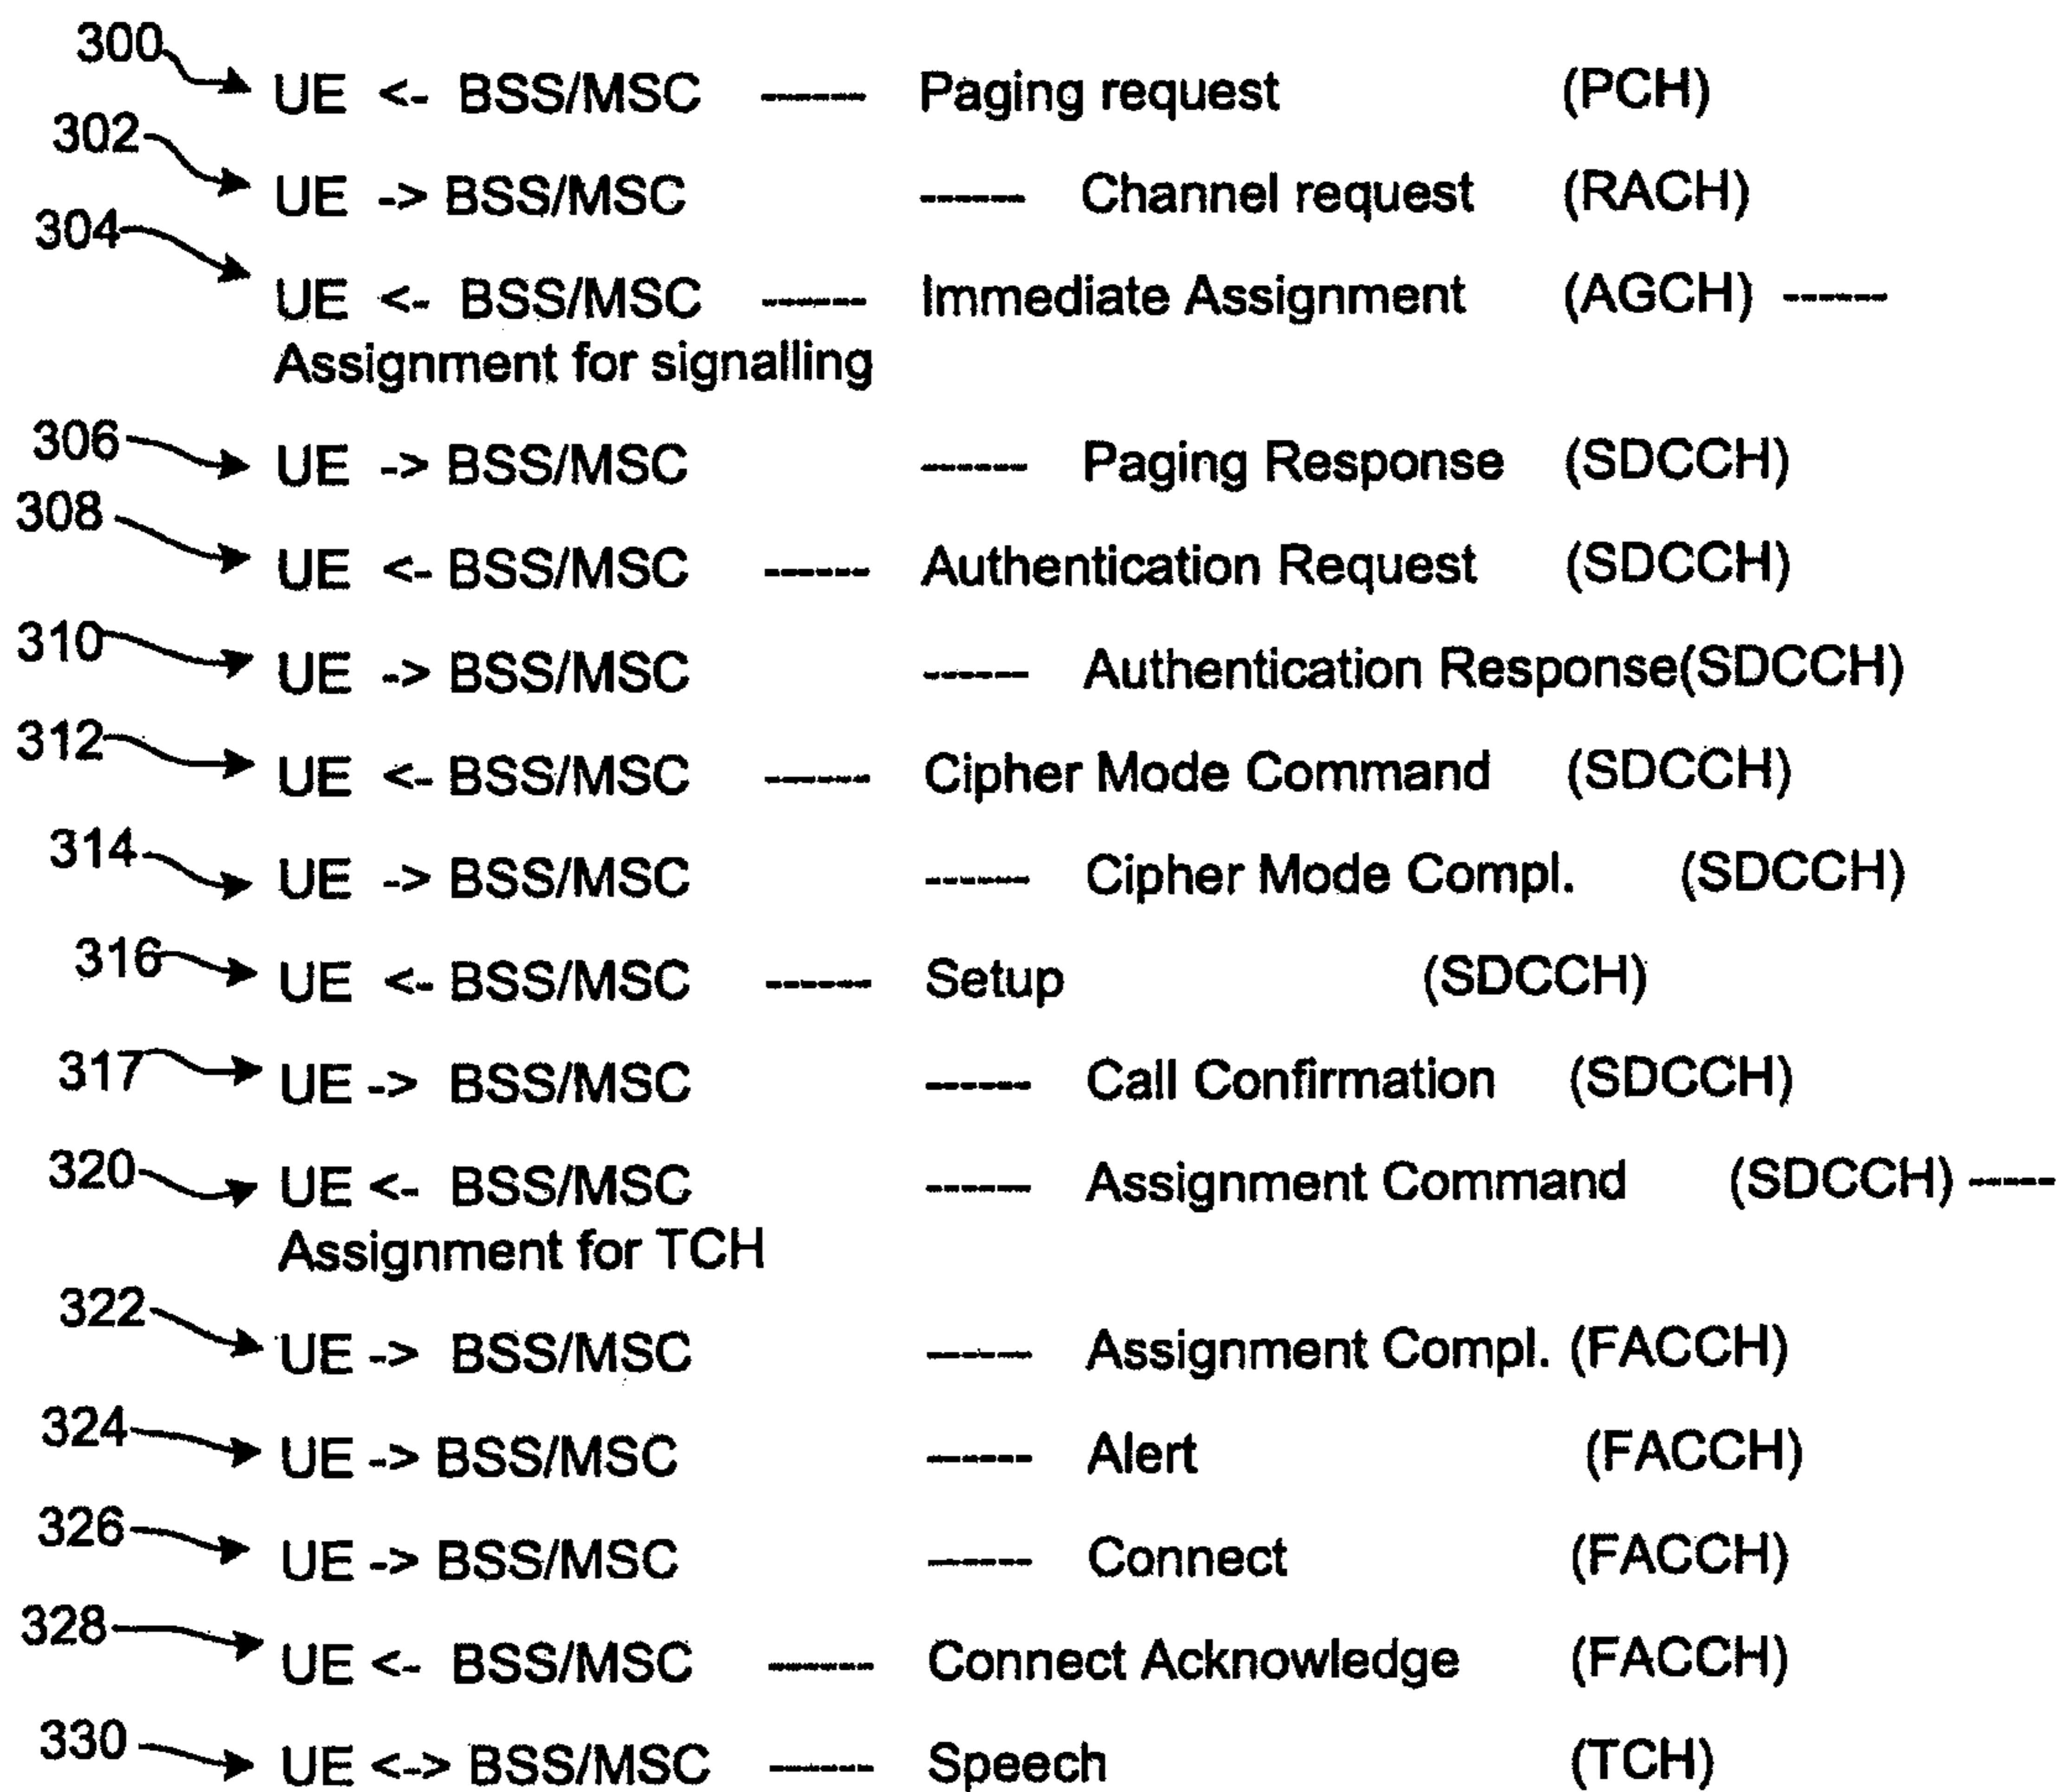 300 UE <- BSS/MSC ------ Paging request (PCH)
302 UE -> BSS/MSC ------ Channel request (RACH)
304 UE <- BSS/MSC ------ Immediate Assignment (AGCH) ------
Assignment for signalling
306 UE -> BSS/MSC ------ Paging Response (SDCCH)
308 UE <- BSS/MSC ------ Authentication Request (SDCCH)
310 UE -> BSS/MSC ------ Authentication Response(SDCCH)
312 UE <- BSS/MSC ------ Cipher Mode Command (SDCCH)
314 UE -> BSS/MSC ------ Cipher Mode Compl. (SDCCH)
316 UE <- BSS/MSC ------ Setup (SDCCH)
317 UE -> BSS/MSC ------ Call Confirmation (SDCCH)
320 UE <- BSS/MSC ------ Assignment Command (SDCCH) -----
Assignment for TCH
322 UE -> BSS/MSC ------ Assignment Compl. (FACCH)
324 UE -> BSS/MSC ------ Alert (FACCH)
326 UE -> BSS/MSC ------ Connect (FACCH)
328 UE <- BSS/MSC ------ Connect Acknowledge (FACCH)
330 UE <-> BSS/MSC ------ Speech (TCH)